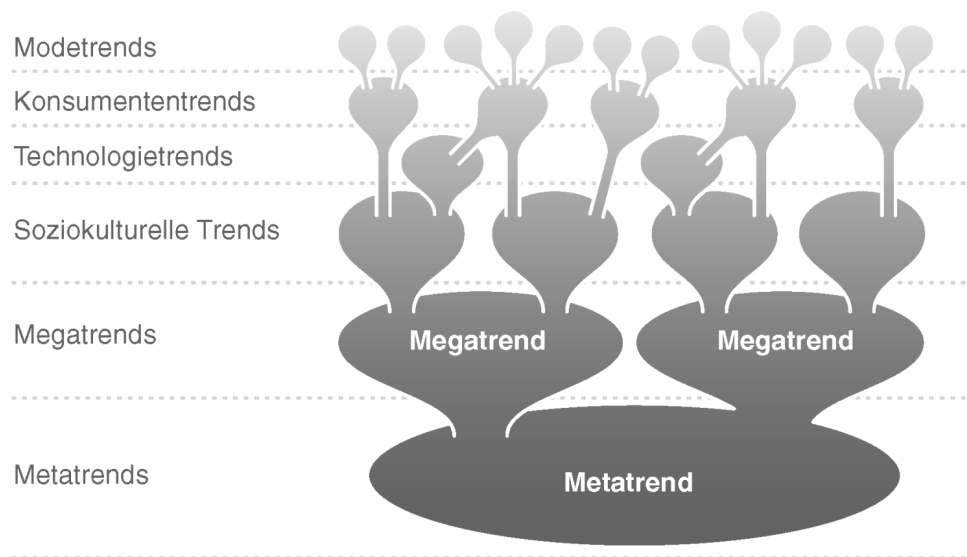 Modetrends
Konsumententrends
Technologietrends
Soziokulturelle Trends
Megatrends
Megatrend
Megatrend
Metatrends
Metatrend